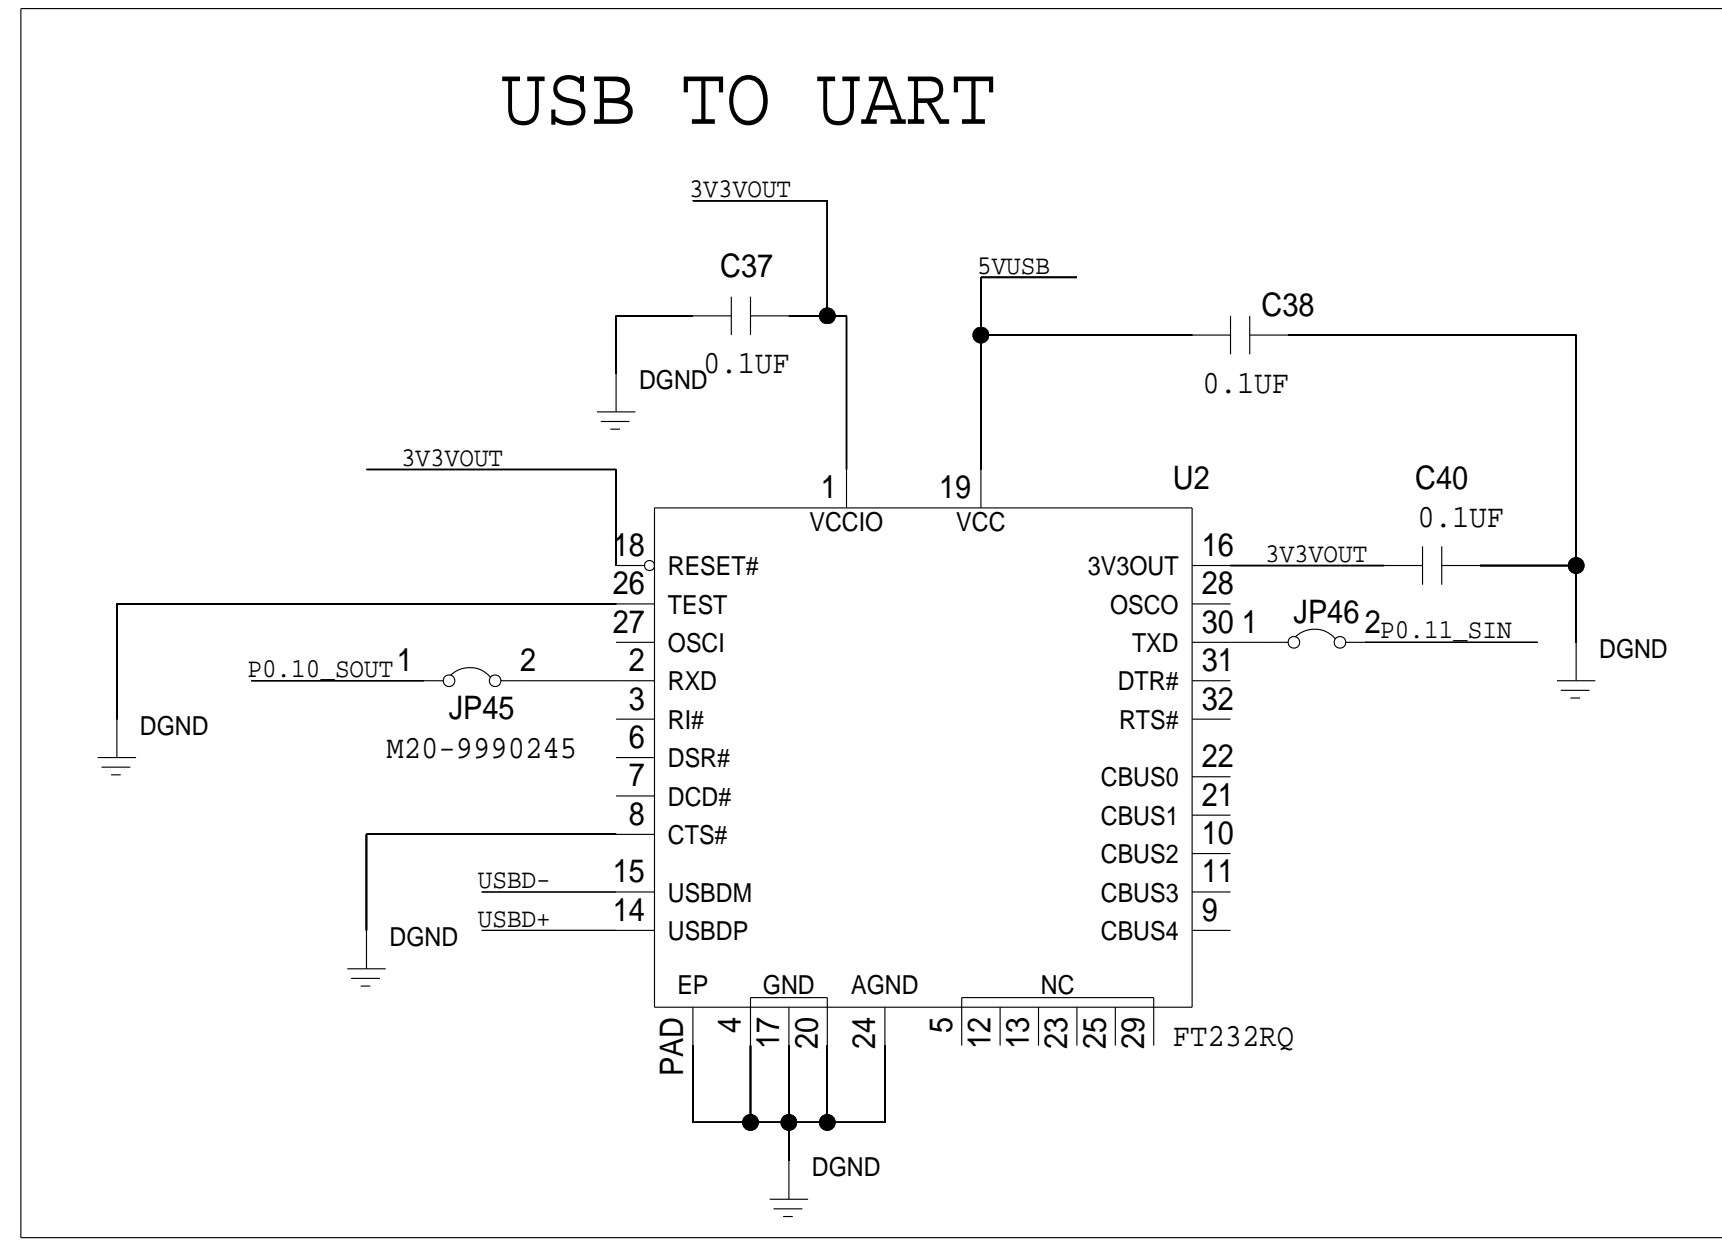 USB TO UART
3V3VOUT
C37
0.1UF
DGND
5VUSB
C38
0.1UF
3V3VOUT
1
VCCIO
19
VCC
U2
C40
0.1UF
18
RESET#
26
TEST
27
OSCI
P0.10_SOUT
1
2
JP45
M20-9990245
2
RXD
3
RI#
6
DSR#
7
DCD#
8
CTS#
DGND
USBD-
15
USBDM
USBD+
14
USBDP
DGND
3V3OUT
16
3V3VOUT
OSCO
28
TXD
30
1
JP46
2
P0.11_SIN
DGND
DTR#
31
RTS#
32
CBUS0
22
CBUS1
21
CBUS2
10
CBUS3
11
CBUS4
9
EP
GND
AGND
NC
PAD
4
17
20
24
5
12
13
23
25
29
FT232RQ
DGND